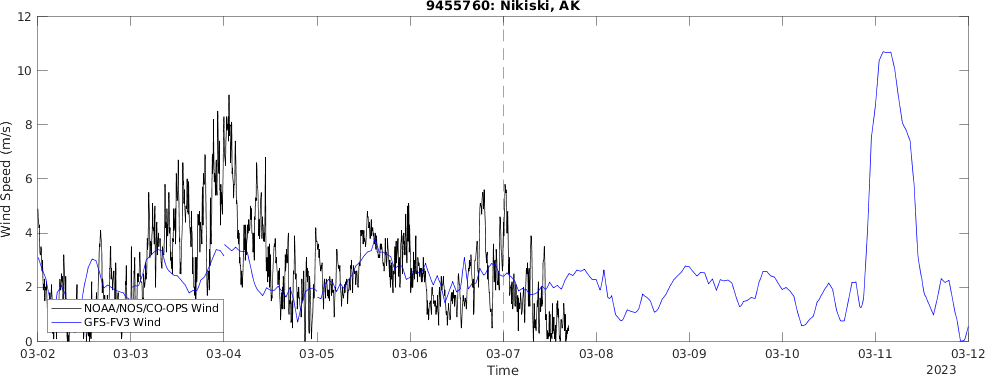 9455760: Nikiski, AK
12
10
8
6
4
2
0
Wind Speed (m/s)
NOAA/NOS/CO-OPS Wind
GFS-FV3 Wind
03-02 03-03 03-04 03-05 03-06 03-07 03-08 03-09 03-10 03-11 03-12
Time
2023